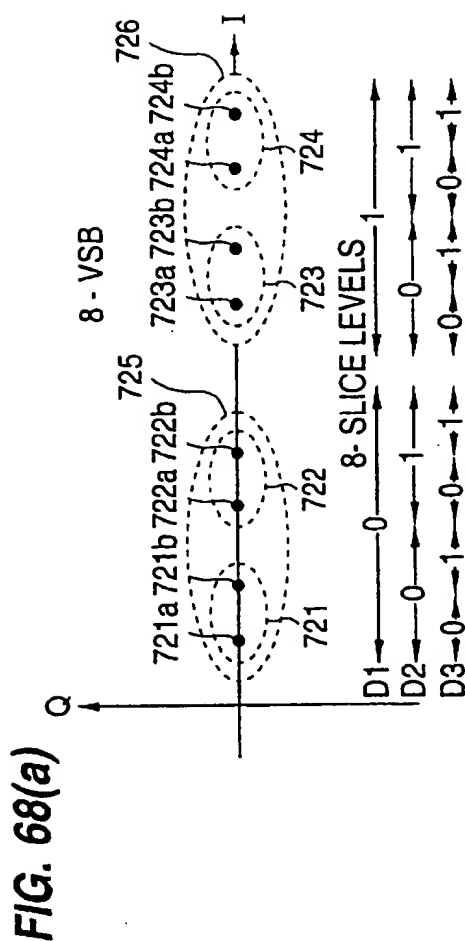 FIG. 68(a)
8 - VSB
Q
725
726
721a 721b 722a 722b 723a 723b 724a 724b
I
721 722 723 724
8- SLICE LEVELS
D1 0 1
D2 0 1 0 1
D3 0 1 0 1 0 1 0 1